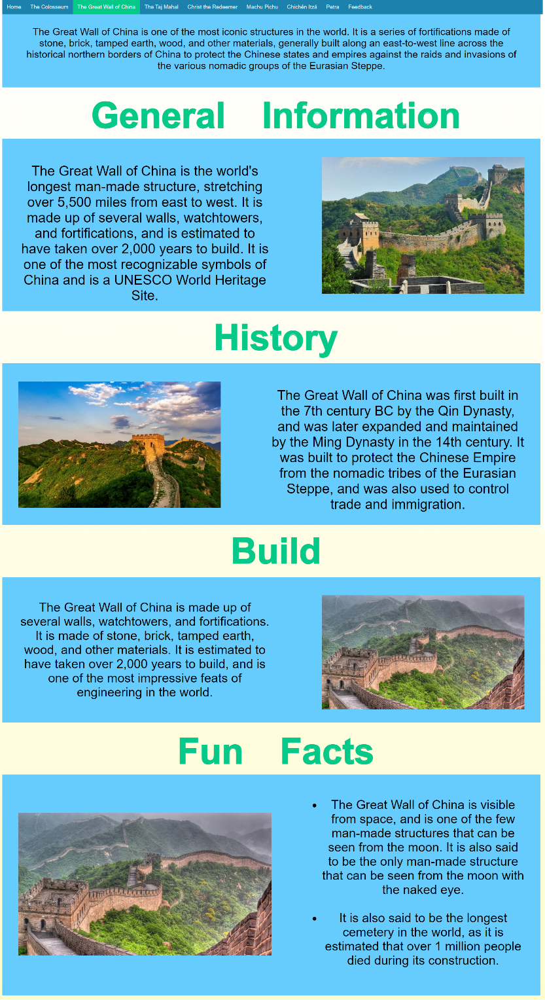 Home The Colosseum The Great Wall of China The Taj Mahal Christ the Redeemer Machu Pichu Chichén Itzá Petra Feedback
The Great Wall of China is one of the most iconic structures in the world. It is a series of fortifications made of
stone, brick, tamped earth, wood, and other materials, generally built along an east-to-west line across the
historical northern borders of China to protect the Chinese states and empires against the raids and invasions of
the various nomadic groups of the Eurasian Steppe.
General Information
The Great Wall of China is the world's
longest man-made structure, stretching
over 5,500 miles from east to west. It is
made up of several walls, watchtowers,
and fortifications, and is estimated to
have taken over 2,000 years to build. It is
one of the most recognizable symbols of
China and is a UNESCO World Heritage
Site.
History
The Great Wall of China was first built in
the 7th century BC by the Qin Dynasty,
and was later expanded and maintained
by the Ming Dynasty in the 14th century. It
was built to protect the Chinese Empire
from the nomadic tribes of the Eurasian
Steppe, and was also used to control
trade and immigration.
Build
The Great Wall of China is made up of
several walls, watchtowers, and fortifications.
It is made of stone, brick, tamped earth,
wood, and other materials. It is estimated to
have taken over 2,000 years to build, and is
one of the most impressive feats of
engineering in the world.
Fun Facts
• The Great Wall of China is visible
from space, and is one of the few
man-made structures that can be
seen from the moon. It is also said
to be the only man-made structure
that can be seen from the moon with
the naked eye.
• It is also said to be the longest
cemetery in the world, as it is
estimated that over 1 million people
died during its construction.